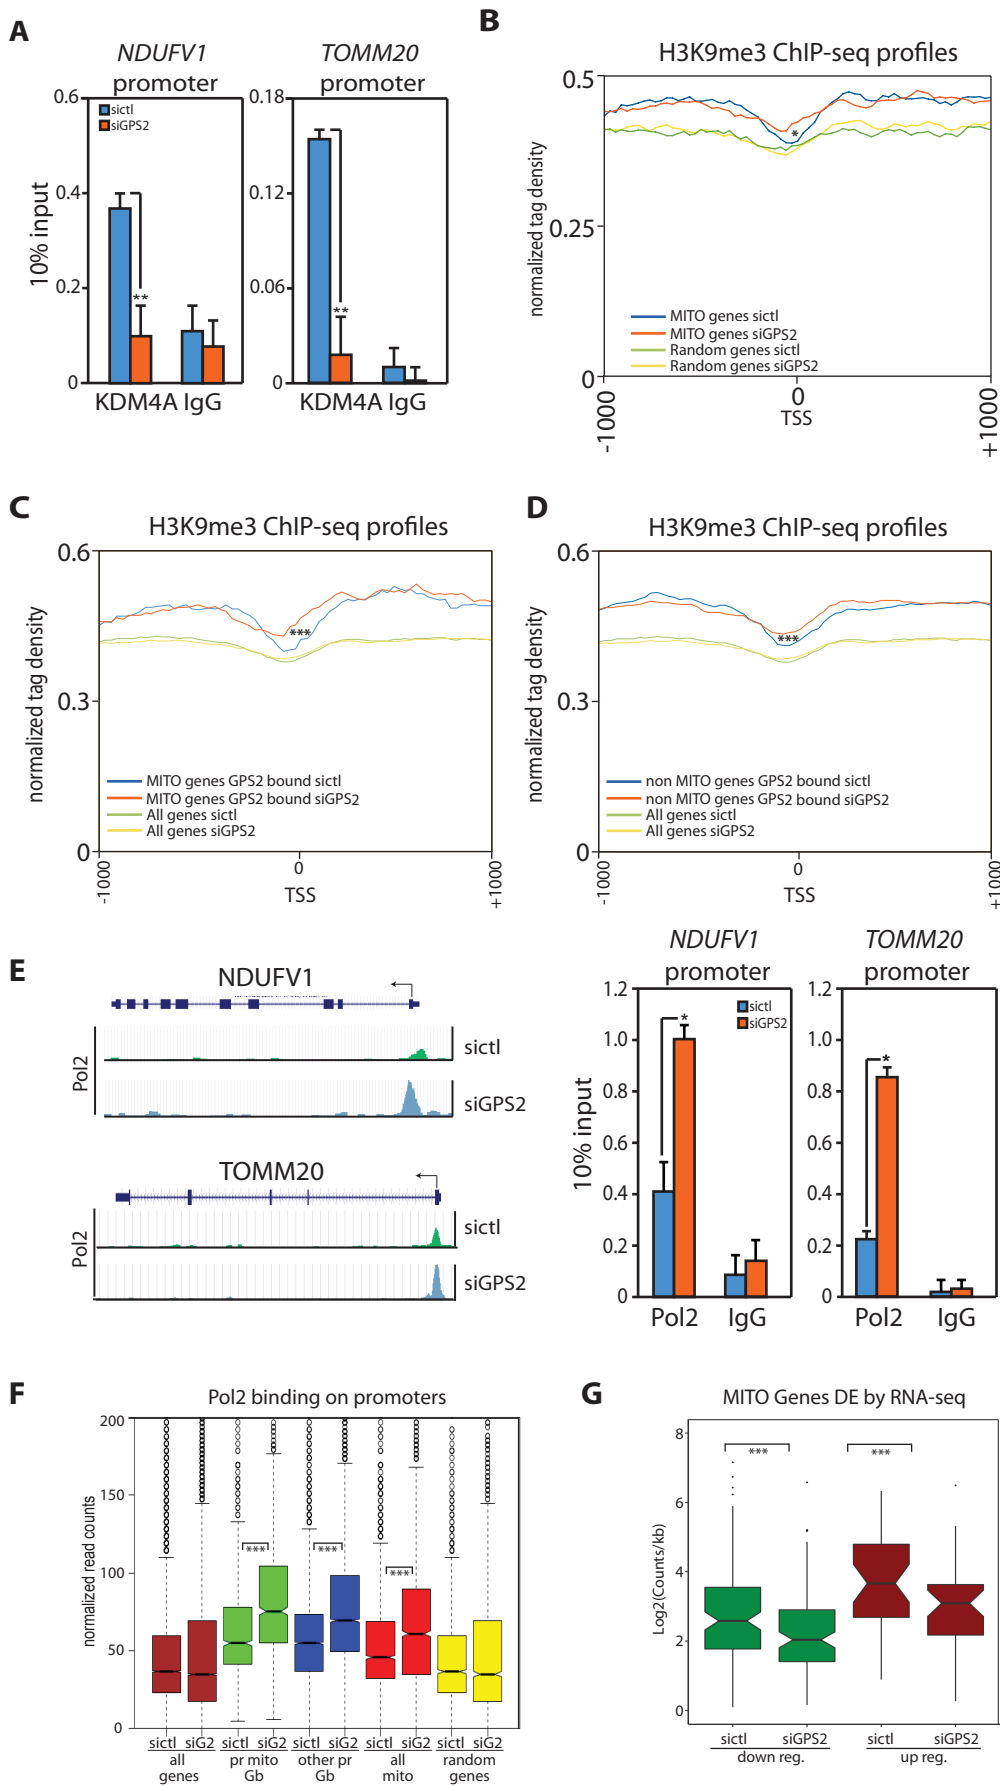 A
NDUFV1
promoter
TOMM20
promoter
10% input
0.6
0.4
0.2
0
sictl
siGPS2
**
KDM4A IgG
0.18
0.12
0.06
0
**
KDM4A IgG
B
H3K9me3 ChIP-seq profiles
normalized tag density
0.5
0.25
0
*
MITO genes sictl
MITO genes siGPS2
Random genes sictl
Random genes siGPS2
-1000
0
+1000
TSS
C
H3K9me3 ChIP-seq profiles
normalized tag density
0.6
0.3
0
***
MITO genes GPS2 bound sictl
MITO genes GPS2 bound siGPS2
All genes sictl
All genes siGPS2
-1000
0
+1000
TSS
D
H3K9me3 ChIP-seq profiles
normalized tag density
0.6
0.3
0
***
non MITO genes GPS2 bound sictl
non MITO genes GPS2 bound siGPS2
All genes sictl
All genes siGPS2
-1000
0
+1000
TSS
E
NDUFV1
Pol2
sictl
siGPS2
TOMM20
Pol2
sictl
siGPS2
NDUFV1
promoter
TOMM20
promoter
10% input
1.2
1.0
0.8
0.6
0.4
0.2
0
sictl
siGPS2
*
Pol2 IgG
1.2
1.0
0.8
0.6
0.4
0.2
0
*
Pol2 IgG
F
Pol2 binding on promoters
normalized read counts
200
150
100
50
0
***
***
***
sictl siG2 sictl siG2 sictl siG2 sictl siG2 sictl siG2
all genes
pr mito Gb
other pr Gb
all mito
random genes
G
MITO Genes DE by RNA-seq
Log2(Counts/kb)
8
6
4
2
0
***
***
sictl siGPS2 sictl siGPS2
down reg. up reg.